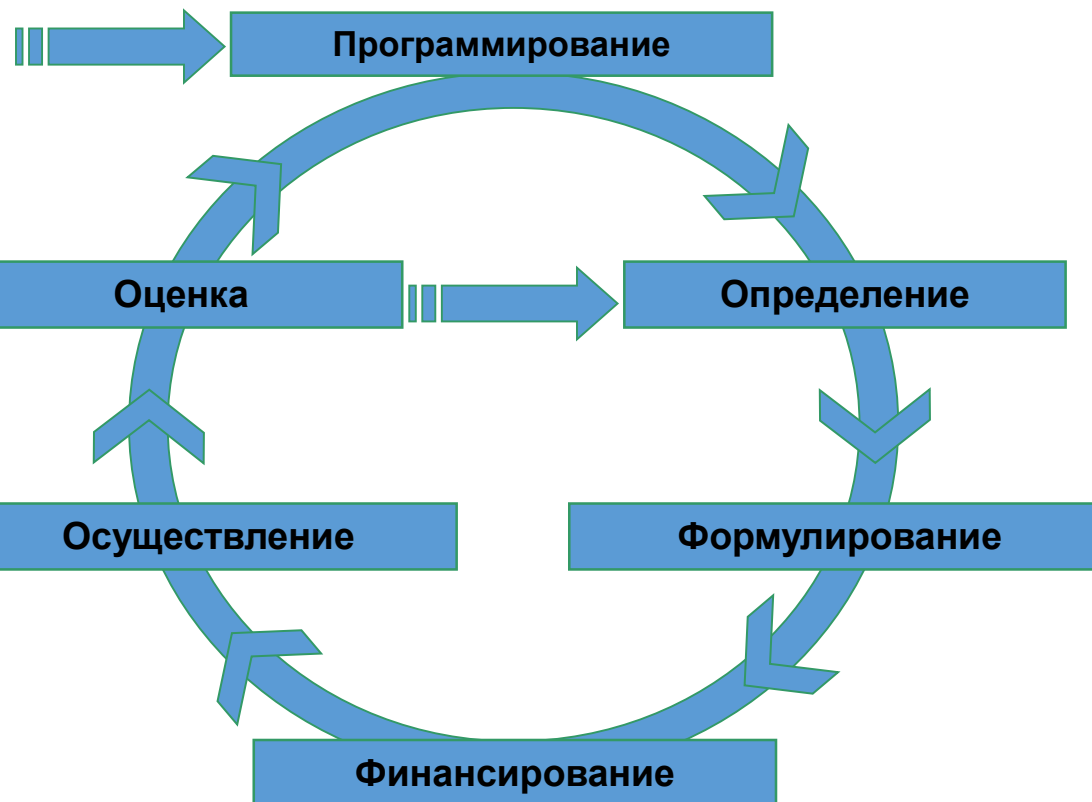 Программирование
Оценка
Определение
Осуществление
Формулирование
Финансирование